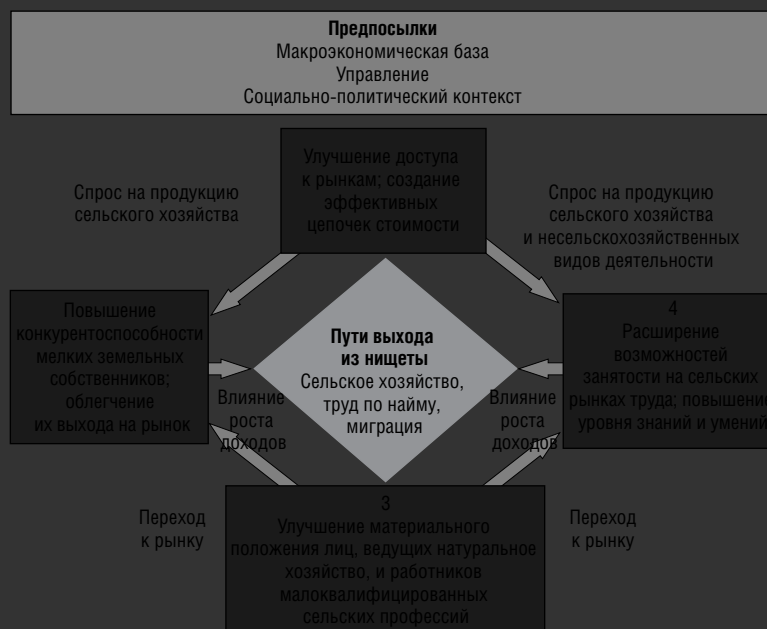 Предпосылки
Макроэкономическая база
Управление
Социально-политический контекст
Улучшение доступа
к рынкам; создание
эффективных
цепочек стоимости
Спрос на продукцию
сельского хозяйства
Спрос на продукцию
сельского хозяйства
и несельскохозяйственных
видов деятельности
Повышение
конкурентоспособности
мелких земельных
собственников;
облегчение
их выхода на рынок
Пути выхода
из нищеты
Сельское хозяйство,
труд по найму,
миграция
4
Расширение
возможностей
занятости на сельских
рынках труда; повышение
уровня знаний и умений
Влияние
роста
доходов
Влияние
роста
доходов
Переход
к рынку
3
Улучшение материального
положения лиц, ведущих натуральное
хозяйство, и работников
малоквалифицированных
сельских профессий
Переход
к рынку